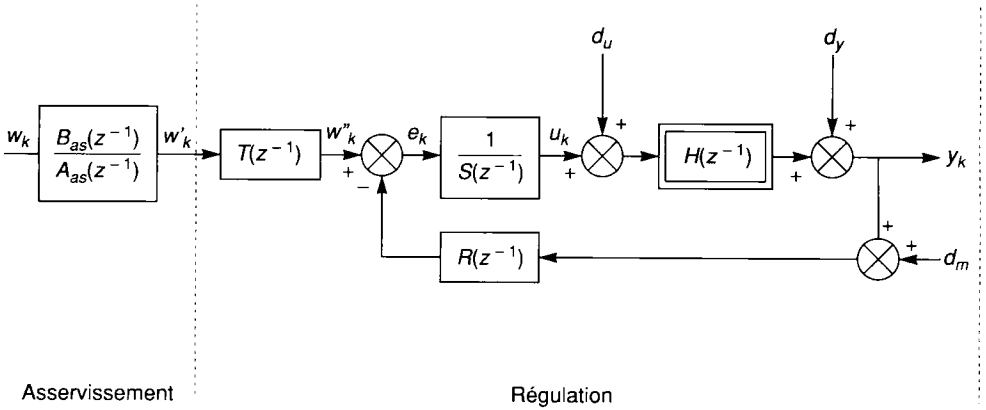 d_u
d_y
w_k
B_as(z⁻¹)
A_as(z⁻¹)
w'_k
T(z⁻¹)
w"_k
+
−
e_k
1
S(z⁻¹)
u_k
+
+
H(z⁻¹)
+
+
y_k
R(z⁻¹)
+
+
d_m
Asservissement
Régulation